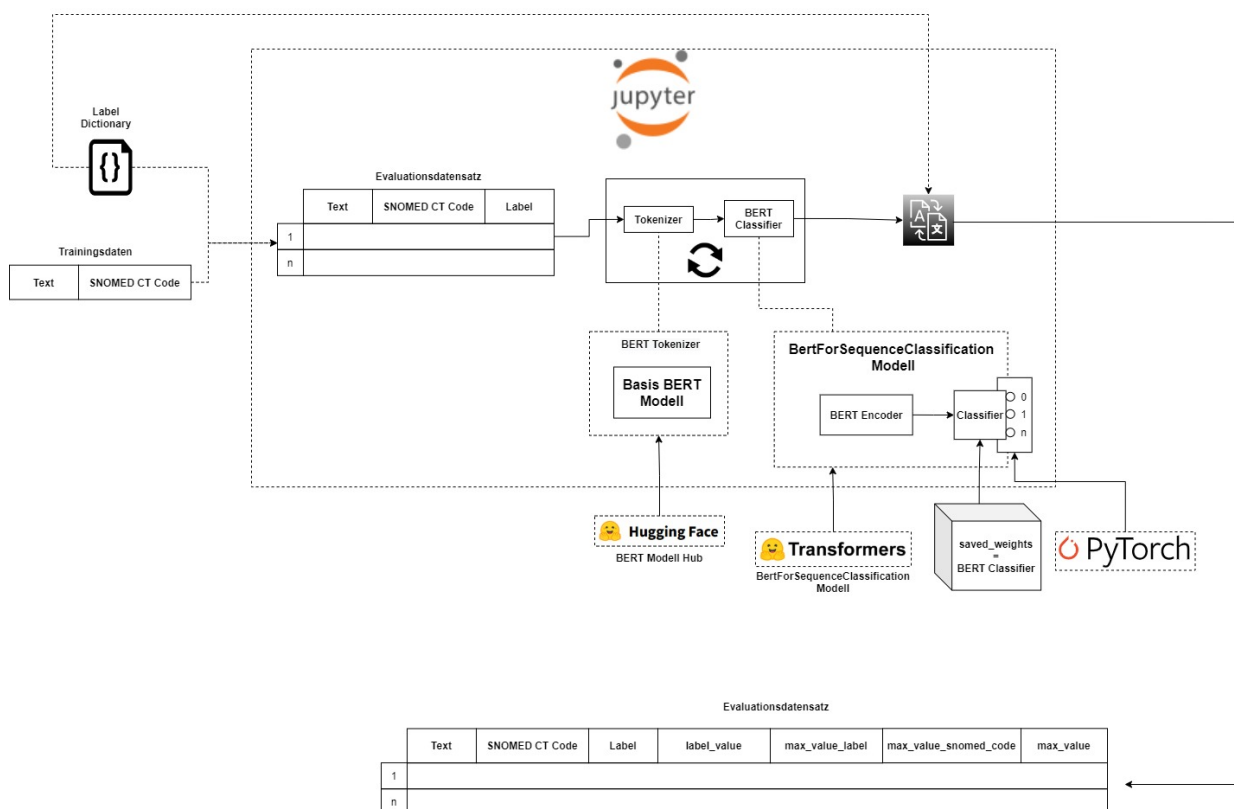 jupyter
Label
Dictionary
{}
Evaluationsdatensatz
Text SNOMED CT Code Label
1
n
Tokenizer
BERT
Classifier
A 文
Trainingsdaten
Text SNOMED CT Code
BERT Tokenizer
Basis BERT
Modell
BertForSequenceClassification
Modell
BERT Encoder
Classifier
0
1
n
Hugging Face
BERT Modell Hub
Transformers
BertForSequenceClassification
Modell
saved_weights
=
BERT Classifier
PyTorch
Evaluationsdatensatz
Text SNOMED CT Code Label label_value max_value_label max_value_snomed_code max_value
1
n